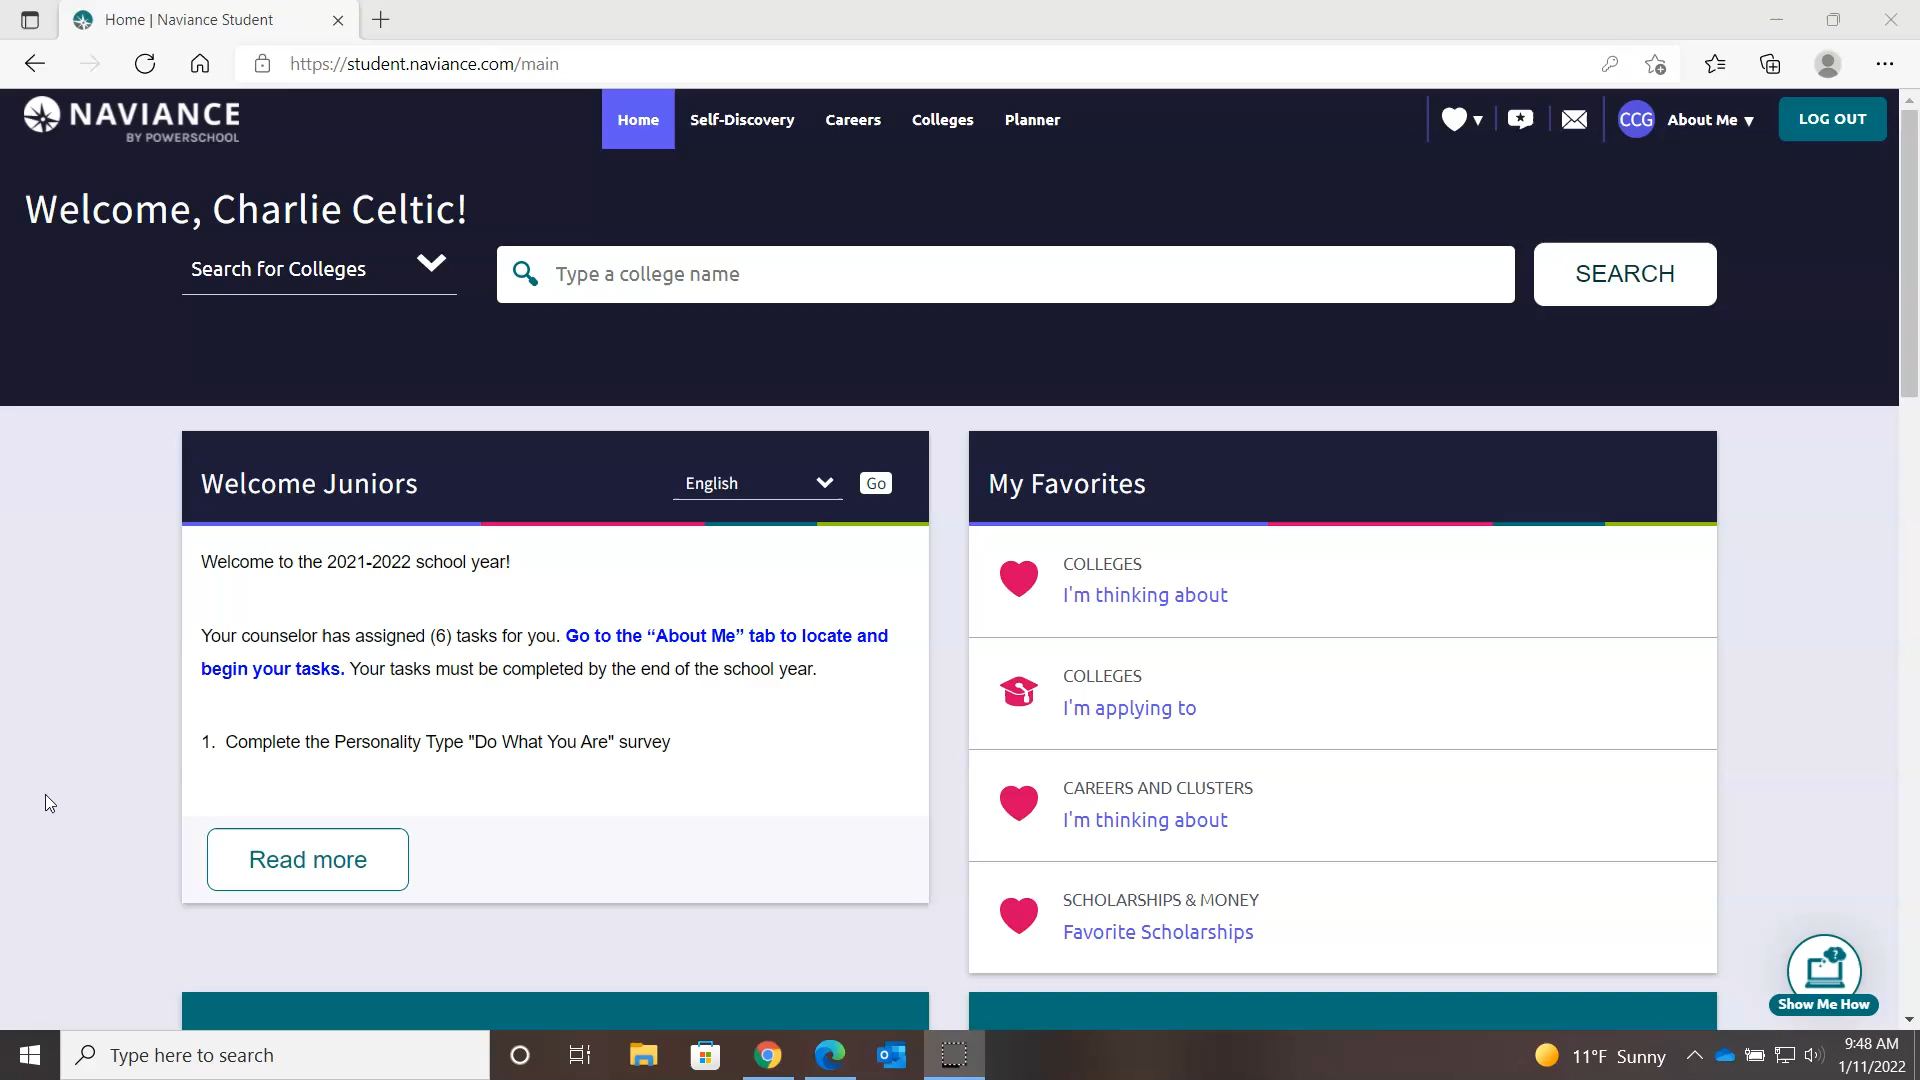 Home | Naviance Student
https://student.naviance.com/main
NAVIANCE
BY POWERSCHOOL
Home
Self-Discovery
Careers
Colleges
Planner
CCG
About Me
LOG OUT
Welcome, Charlie Celtic!
Search for Colleges
Type a college name
SEARCH
Welcome Juniors
English
Go
Welcome to the 2021-2022 school year!
Your counselor has assigned (6) tasks for you. Go to the “About Me” tab to locate and
begin your tasks. Your tasks must be completed by the end of the school year.
1. Complete the Personality Type "Do What You Are" survey
Read more
My Favorites
COLLEGES
I'm thinking about
COLLEGES
I'm applying to
CAREERS AND CLUSTERS
I'm thinking about
SCHOLARSHIPS & MONEY
Favorite Scholarships
Show Me How
Type here to search
11°F Sunny
9:48 AM
1/11/2022